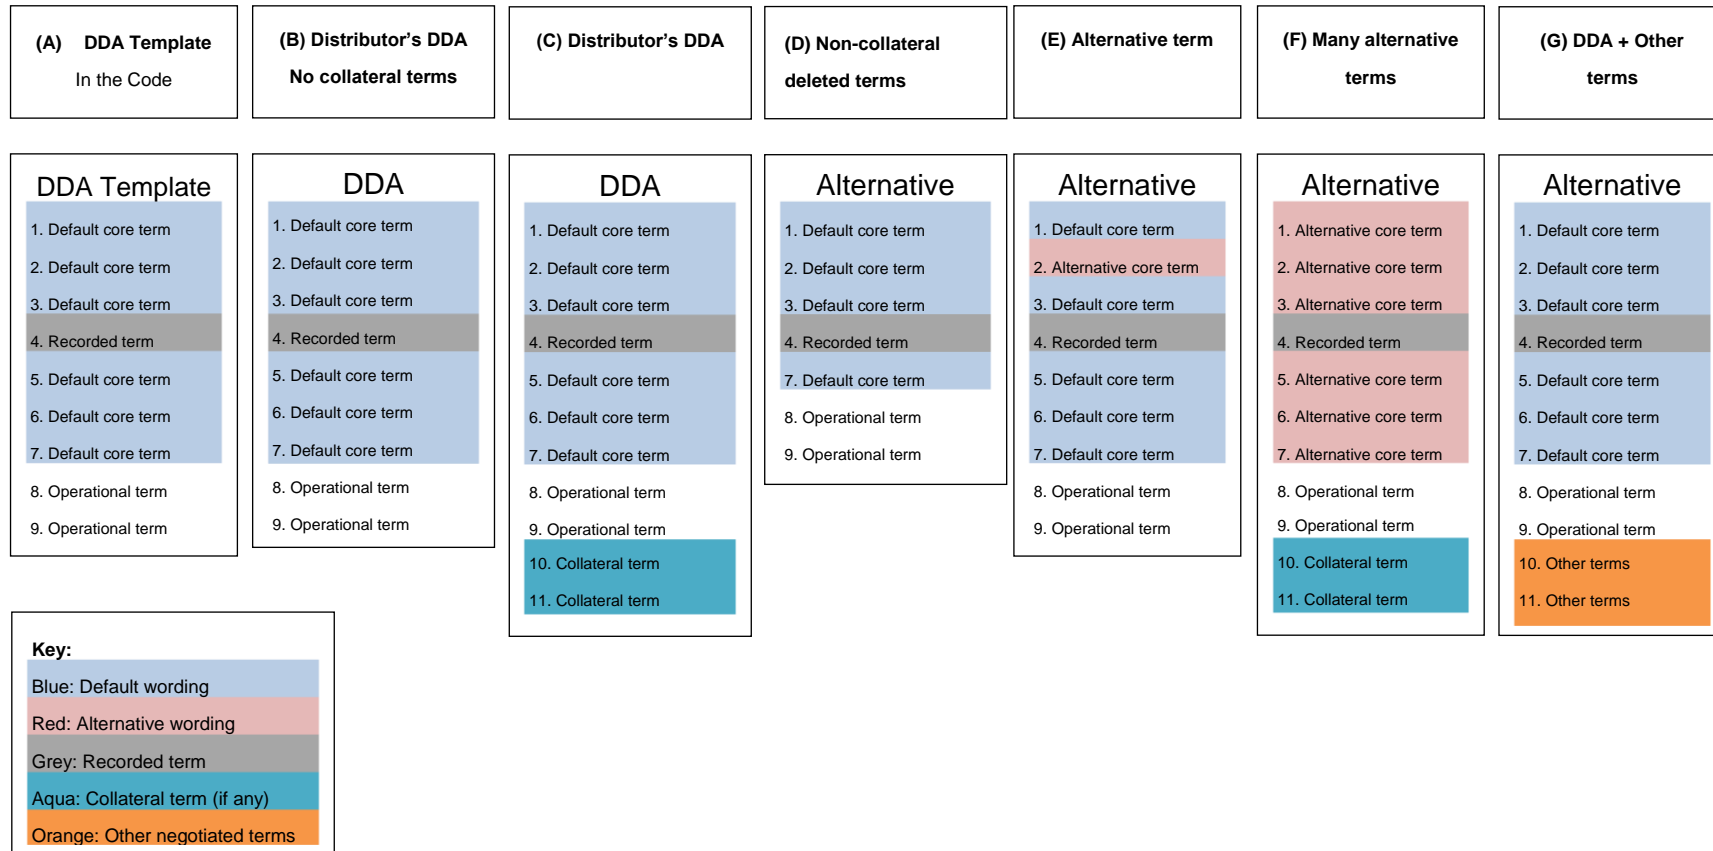 (A) DDA Template
In the Code
(B) Distributor's DDA
No collateral terms
(C) Distributor's DDA
(D) Non-collateral
deleted terms
(E) Alternative term
(F) Many alternative
terms
(G) DDA + Other
terms
DDA Template
1. Default core term
2. Default core term
3. Default core term
4. Recorded term
5. Default core term
6. Default core term
7. Default core term
8. Operational term
9. Operational term
DDA
1. Default core term
2. Default core term
3. Default core term
4. Recorded term
5. Default core term
6. Default core term
7. Default core term
8. Operational term
9. Operational term
DDA
1. Default core term
2. Default core term
3. Default core term
4. Recorded term
5. Default core term
6. Default core term
7. Default core term
8. Operational term
9. Operational term
10. Collateral term
11. Collateral term
Alternative
1. Default core term
2. Default core term
3. Default core term
4. Recorded term
7. Default core term
8. Operational term
9. Operational term
Alternative
1. Default core term
2. Alternative core term
3. Default core term
4. Recorded term
5. Default core term
6. Default core term
7. Default core term
8. Operational term
9. Operational term
Alternative
1. Alternative core term
2. Alternative core term
3. Alternative core term
4. Recorded term
5. Alternative core term
6. Alternative core term
7. Alternative core term
8. Operational term
9. Operational term
10. Collateral term
11. Collateral term
Alternative
1. Default core term
2. Default core term
3. Default core term
4. Recorded term
5. Default core term
6. Default core term
7. Default core term
8. Operational term
9. Operational term
10. Other terms
11. Other terms
Key:
Blue: Default wording
Red: Alternative wording
Grey: Recorded term
Aqua: Collateral term (if any)
Orange: Other negotiated terms